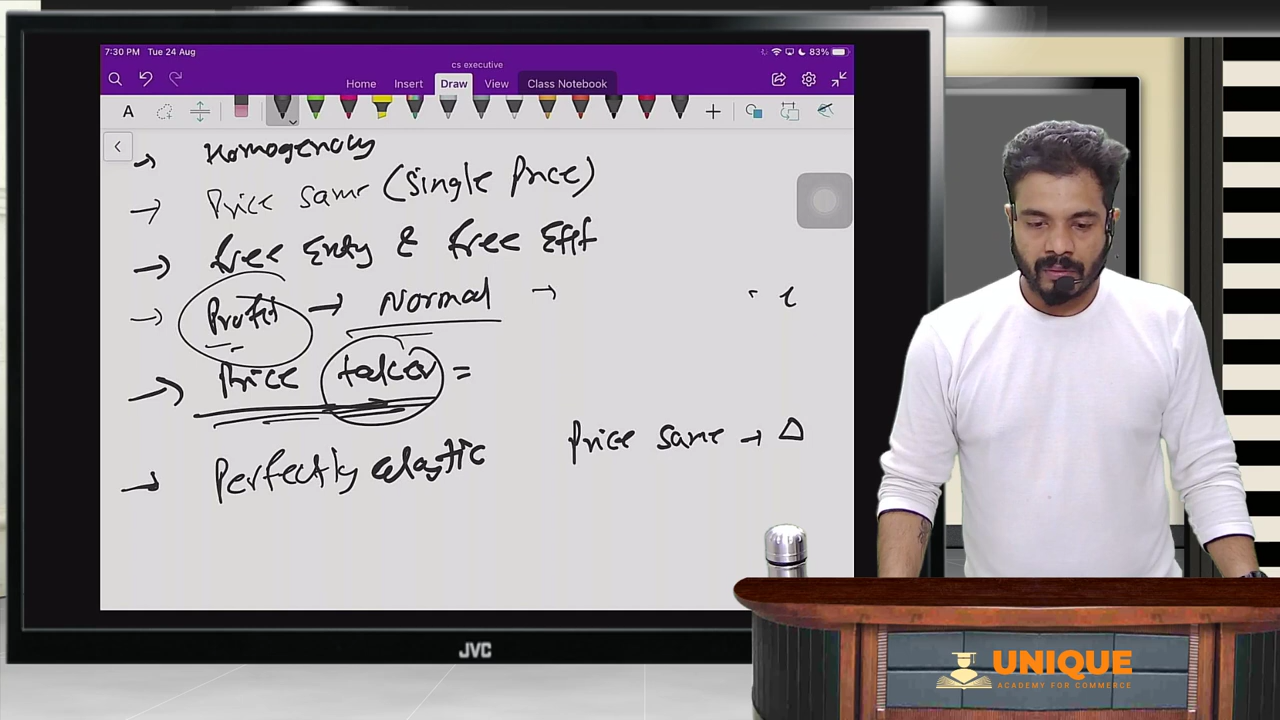 7:30 PM Tue 24 Aug
83%
cs executive
Home Insert Draw View Class Notebook
A
→ Homogenous
→ Price same (Single Price)
→ free Entry & free Exit
→ Profit → Normal →
→ Price taker =
→ Perfectly elastic
Price same → Δ
JVC
UNIQUE
ACADEMY FOR COMMERCE